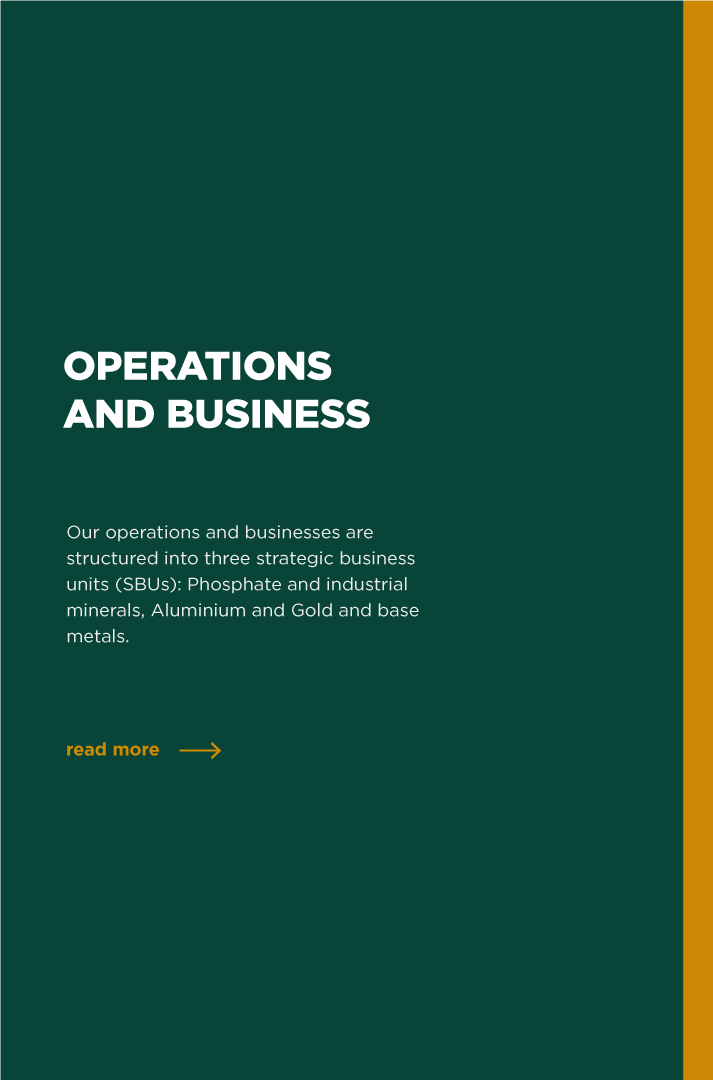 OPERATIONS
AND BUSINESS
Our operations and businesses are
structured into three strategic business
units (SBUs): Phosphate and industrial
minerals, Aluminium and Gold and base
metals.
read more